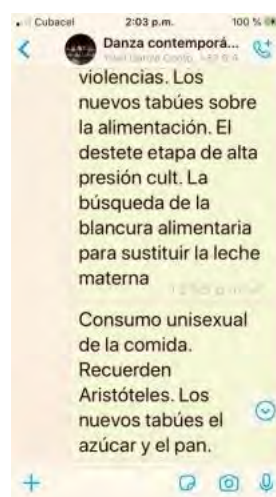 Cubacel 2:03 p.m. 100 %
Danza contemporá...
violencias. Los
nuevos tabúes sobre
la alimentación. El
destete etapa de alta
presión cult. La
búsqueda de la
blancura alimentaria
para sustituir la leche
materna
Consumo unisexual
de la comida.
Recuerden
Aristóteles. Los
nuevos tabúes el
azúcar y el pan.